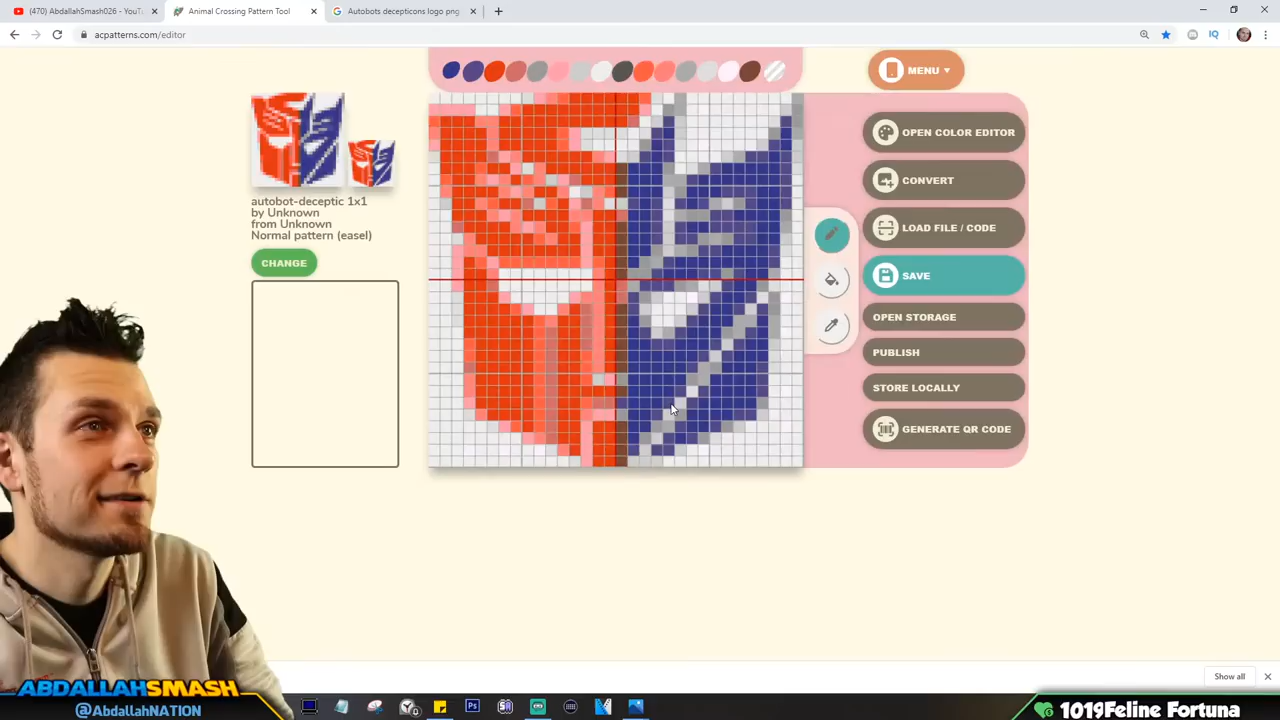 (470) AbdallahSmash026 - YouTu
Animal Crossing Pattern Tool
Autobots decepticons logo png
acpatterns.com/editor
IQ
MENU
autobot-deceptic 1x1
by Unknown
from Unknown
Normal pattern (easel)
CHANGE
OPEN COLOR EDITOR
CONVERT
LOAD FILE / CODE
SAVE
OPEN STORAGE
PUBLISH
STORE LOCALLY
GENERATE QR CODE
Show all
ABDALLAHSMASH
@AbdallahNATION
1019Feline Fortuna